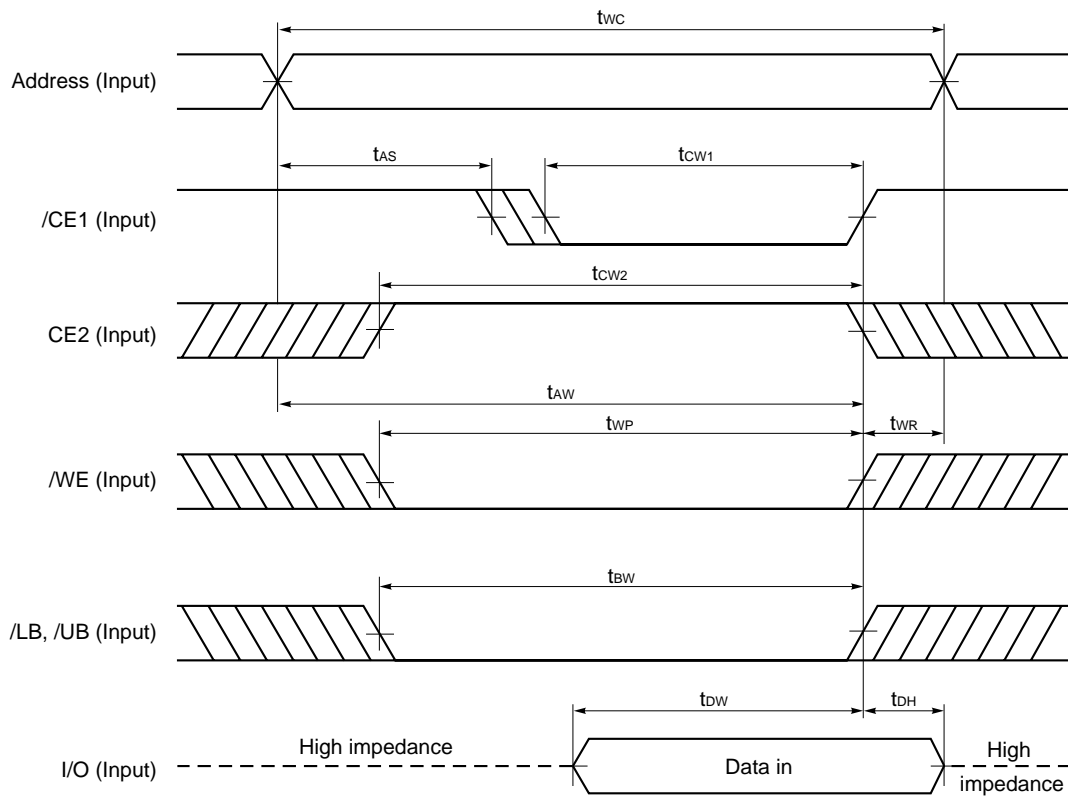 tWC
Address (Input)
tAS
tCW1
/CE1 (Input)
tCW2
CE2 (Input)
tAW
tWP
tWR
/WE (Input)
tBW
/LB, /UB (Input)
tDW
tDH
High impedance
High
I/O (Input)
Data in
impedance